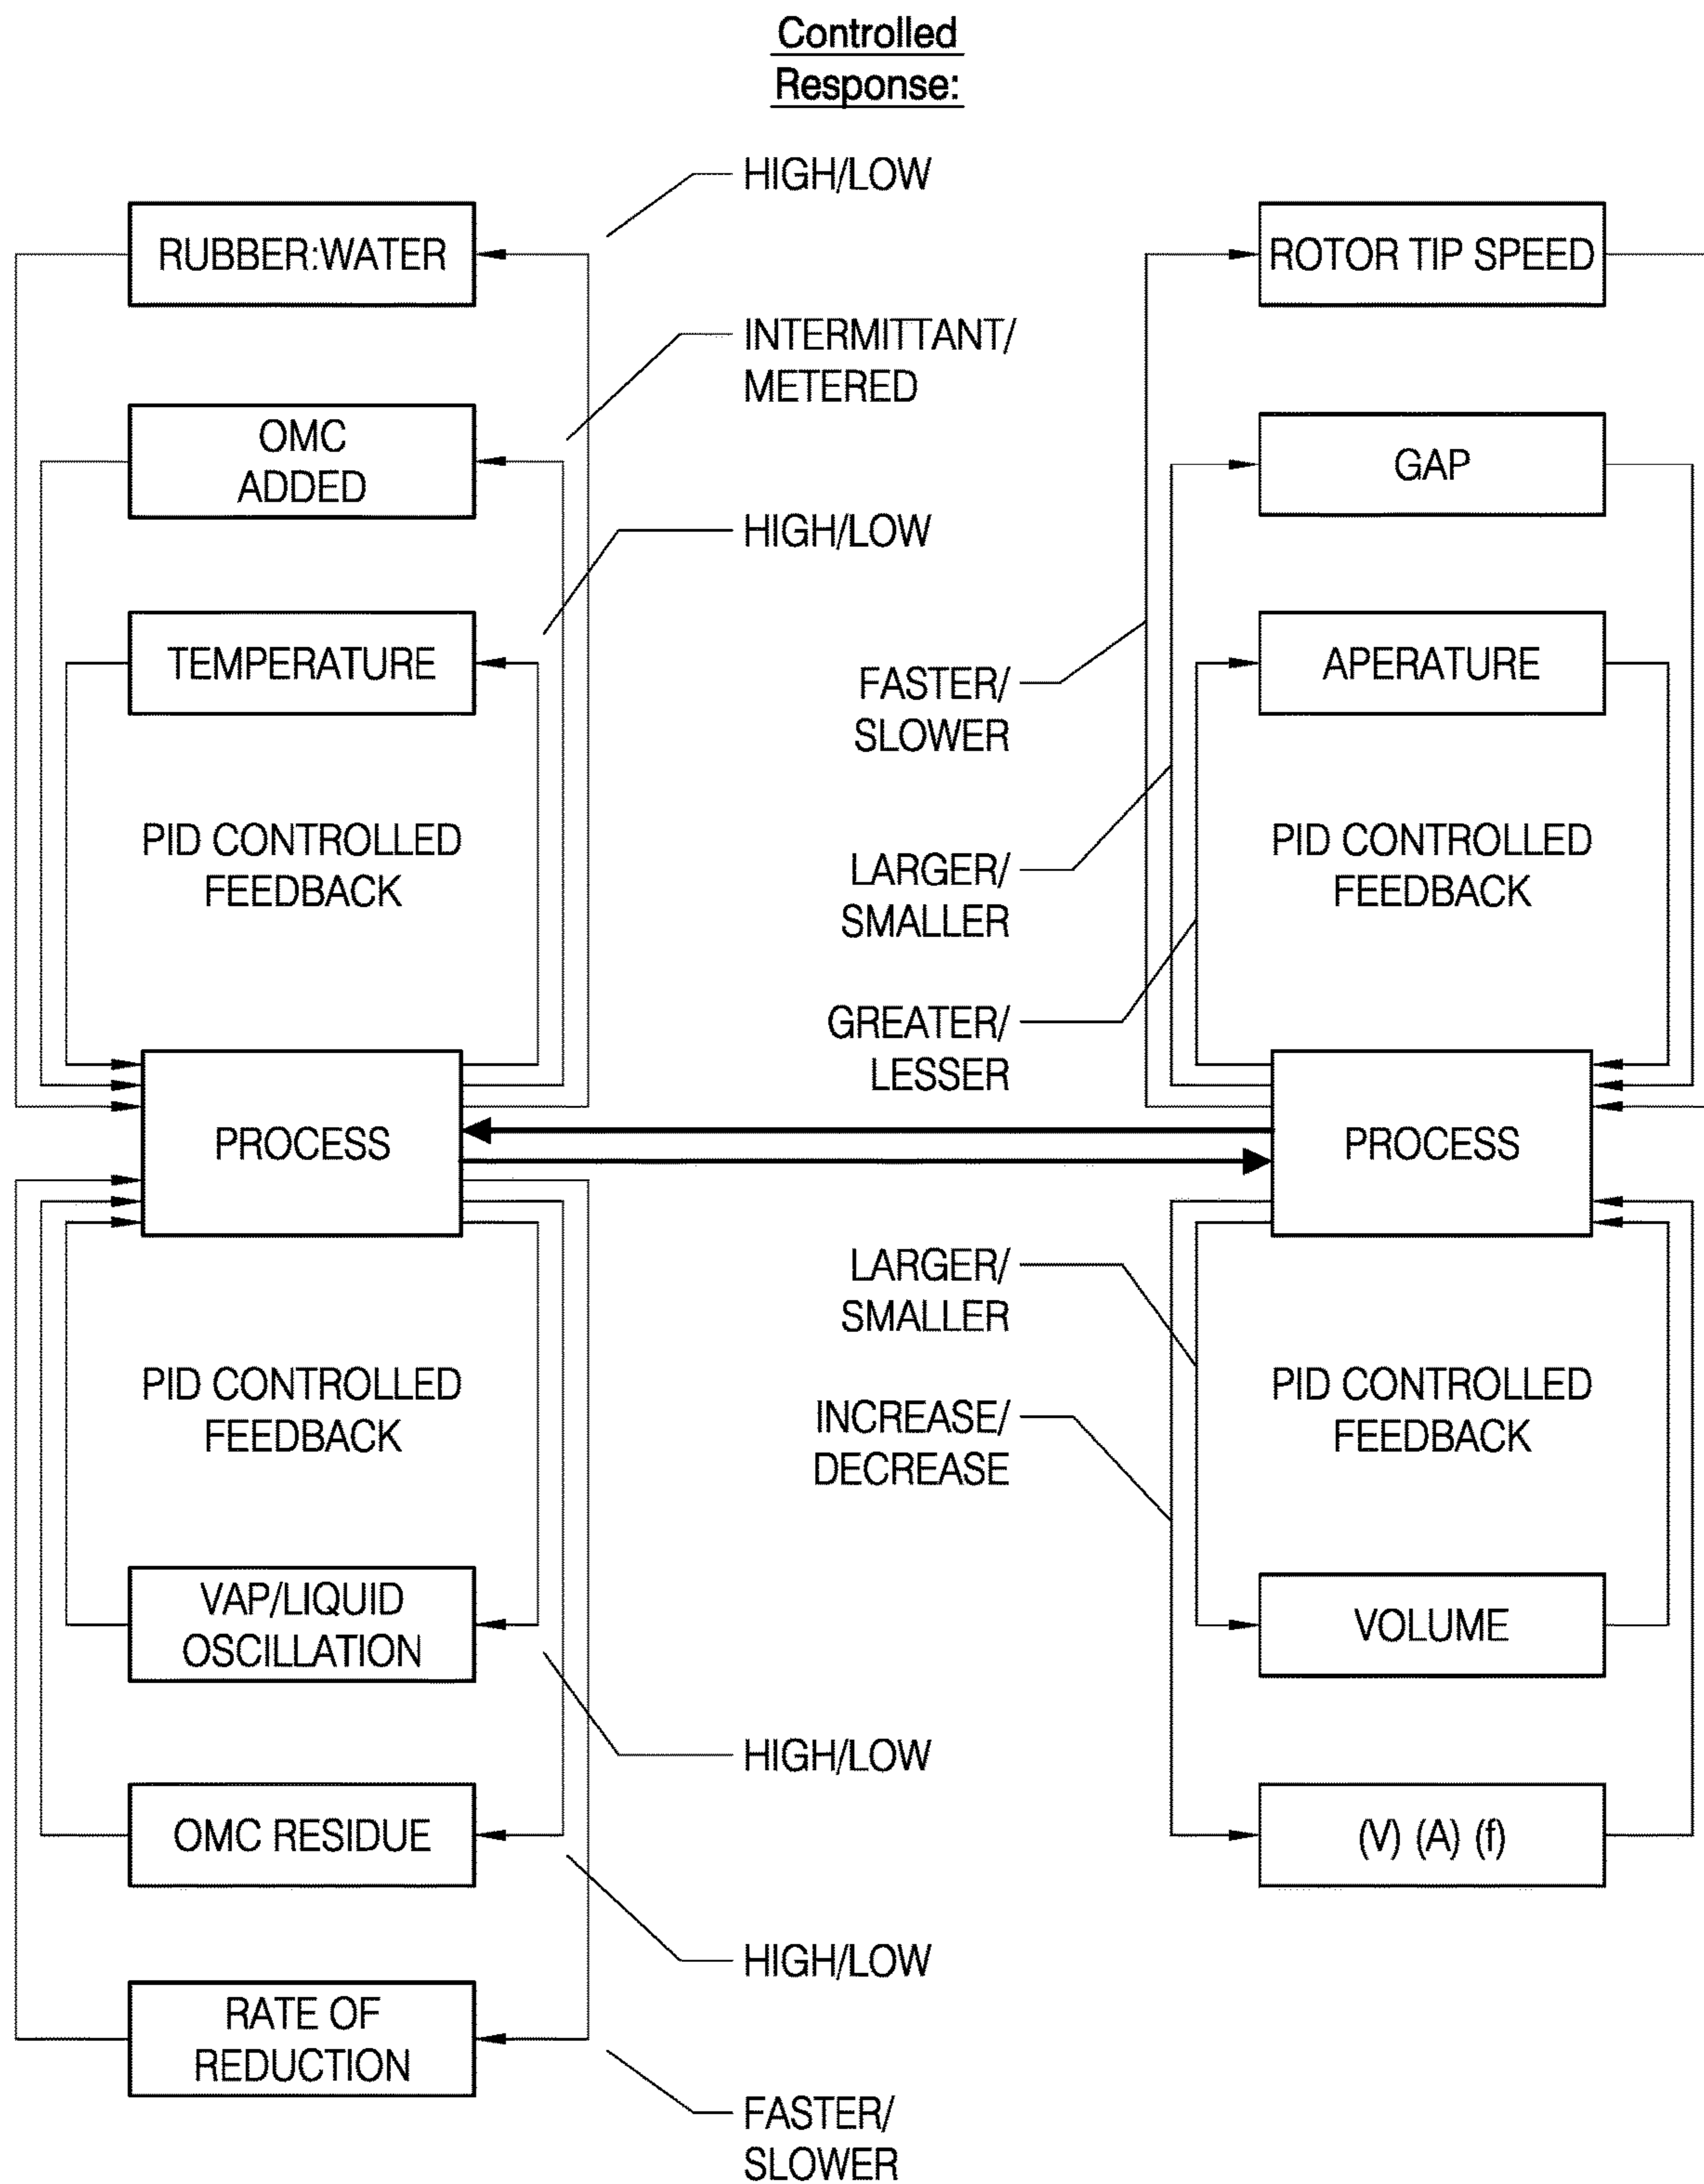 Controlled
Response:
HIGH/LOW
RUBBER:WATER
ROTOR TIP SPEED
INTERMITTANT/
METERED
OMC
ADDED
GAP
HIGH/LOW
TEMPERATURE
FASTER/
SLOWER
APERATURE
PID CONTROLLED
FEEDBACK
LARGER/
SMALLER
PID CONTROLLED
FEEDBACK
GREATER/
LESSER
PROCESS
PROCESS
LARGER/
SMALLER
PID CONTROLLED
FEEDBACK
PID CONTROLLED
FEEDBACK
INCREASE/
DECREASE
VAP/LIQUID
OSCILLATION
VOLUME
HIGH/LOW
OMC RESIDUE
(V) (A) (f)
HIGH/LOW
RATE OF
REDUCTION
FASTER/
SLOWER